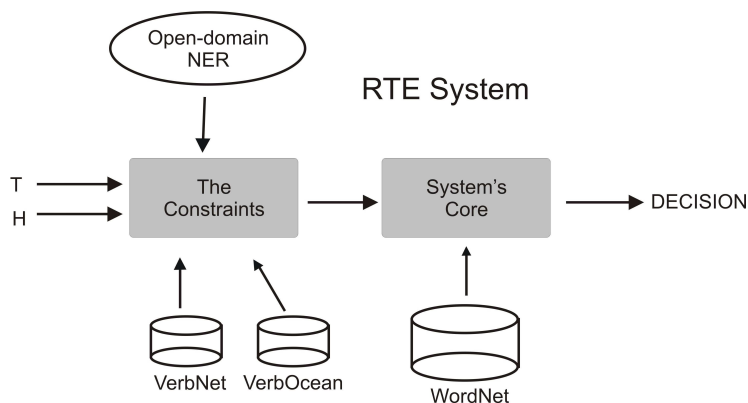 Open-domain
NER
RTE System
T
H
The
Constraints
System's
Core
DECISION
VerbNet
VerbOcean
WordNet